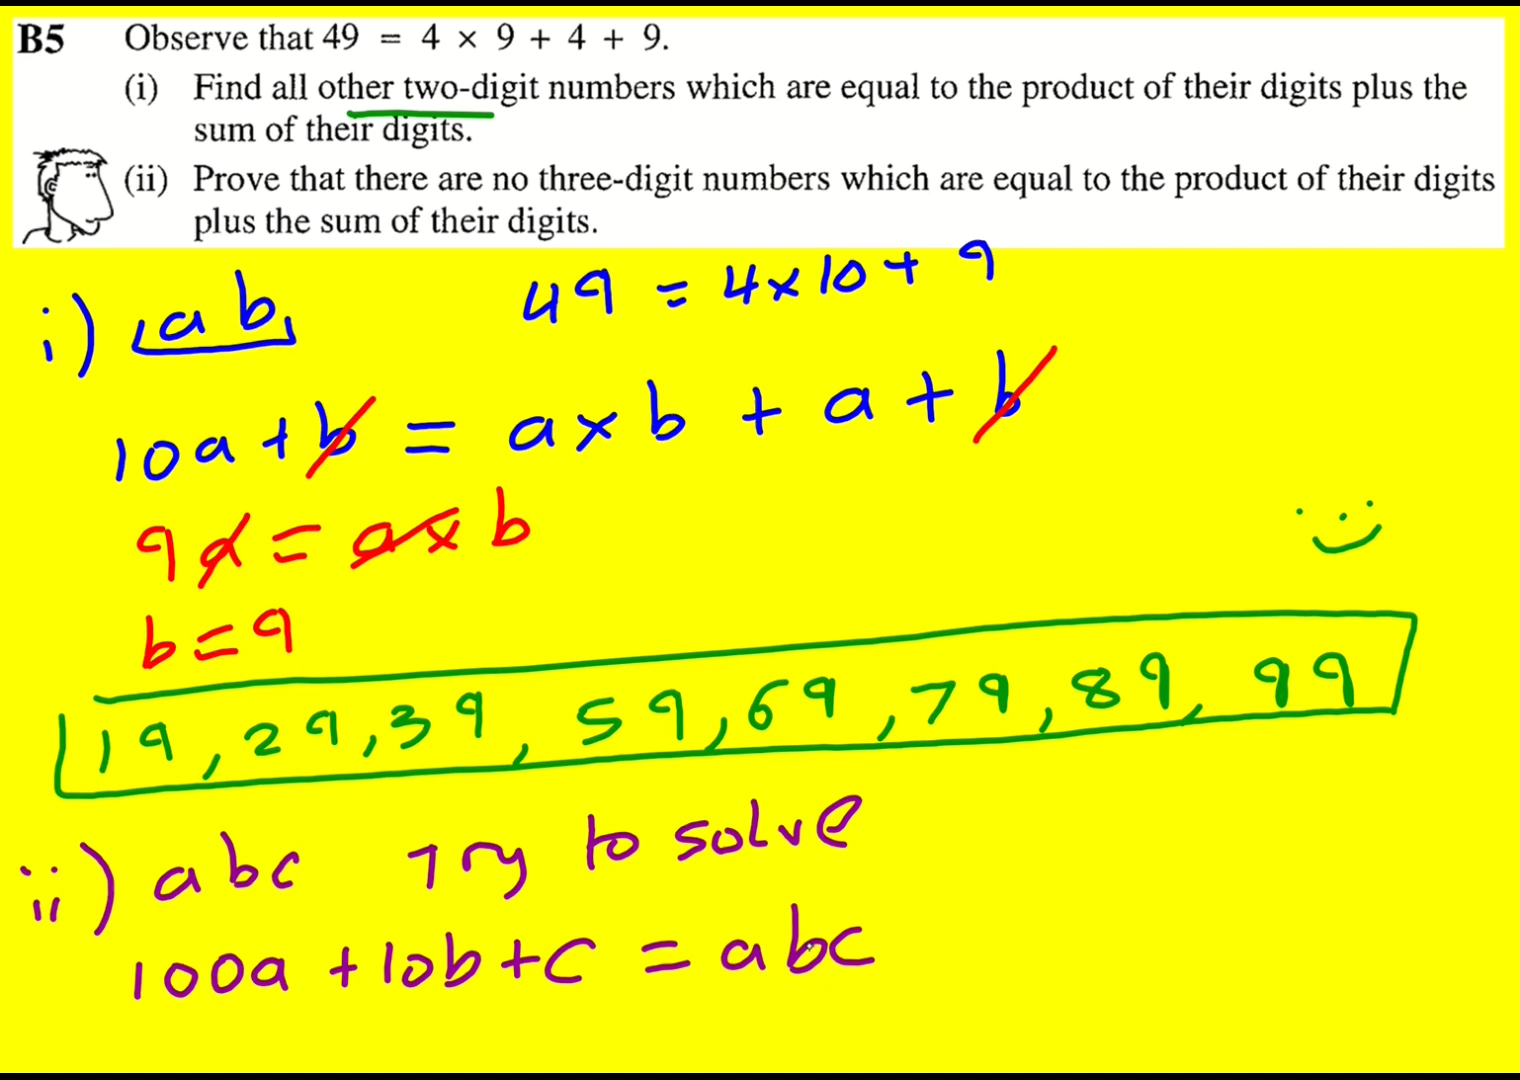 B5 Observe that 49 = 4 × 9 + 4 + 9.
(i) Find all other two-digit numbers which are equal to the product of their digits plus the
sum of their digits.
(ii) Prove that there are no three-digit numbers which are equal to the product of their digits
plus the sum of their digits.
i) ab 49 = 4×10+ 9
10a+b = a×b + a + b
9a = a×b
b=9
19, 29, 39, 59, 69, 79, 89, 99
ii) abc Try to solve
100a +10b+c = abc